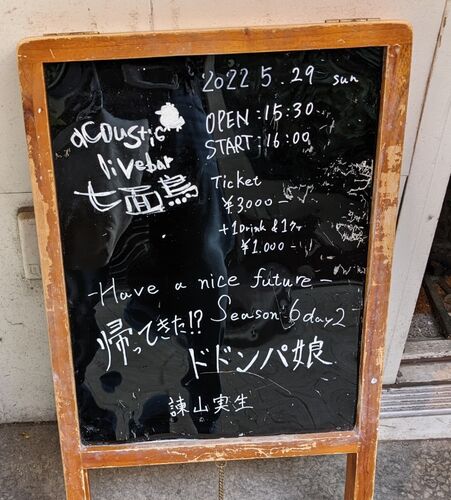 2022 5.29 sun
acoustic
livebar
七面鳥
OPEN:15:30
START:16:00
Ticket
¥3,000-
+1Drink&1フー
¥1,000-
-Have a nice future-
Season 6 day2
帰ってきた!?
ドドンパ娘
諫山実生